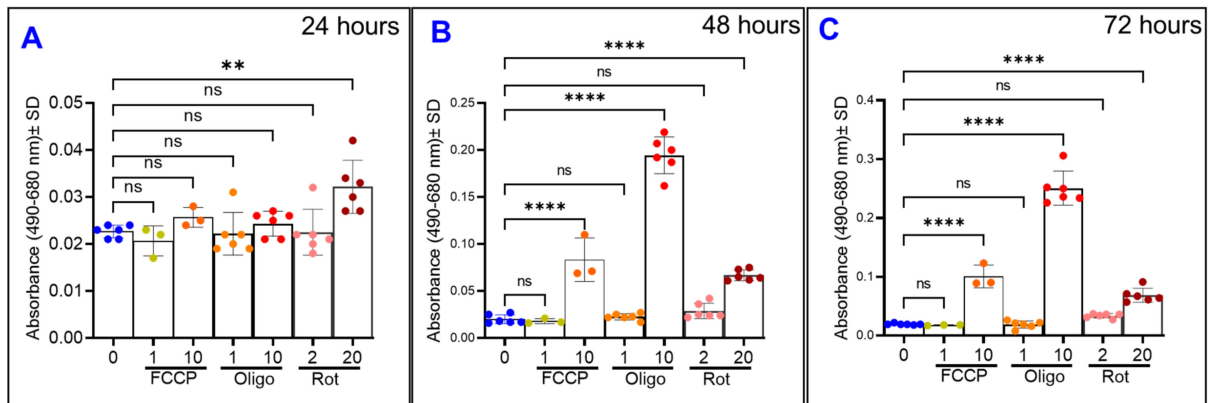 A
24 hours
**
ns
ns
ns
ns
ns
Absorbance (490-680 nm)± SD
0.05
0.04
0.03
0.02
0.01
0.00
0 1 10 1 10 2 20
FCCP Oligo Rot
B
48 hours
****
ns
****
ns
****
ns
Absorbance (490-680 nm)± SD
0.25
0.20
0.15
0.10
0.05
0.00
0 1 10 1 10 2 20
FCCP Oligo Rot
C
72 hours
****
ns
****
ns
****
ns
Absorbance (490-680 nm)± SD
0.4
0.3
0.2
0.1
0.0
0 1 10 1 10 2 20
FCCP Oligo Rot